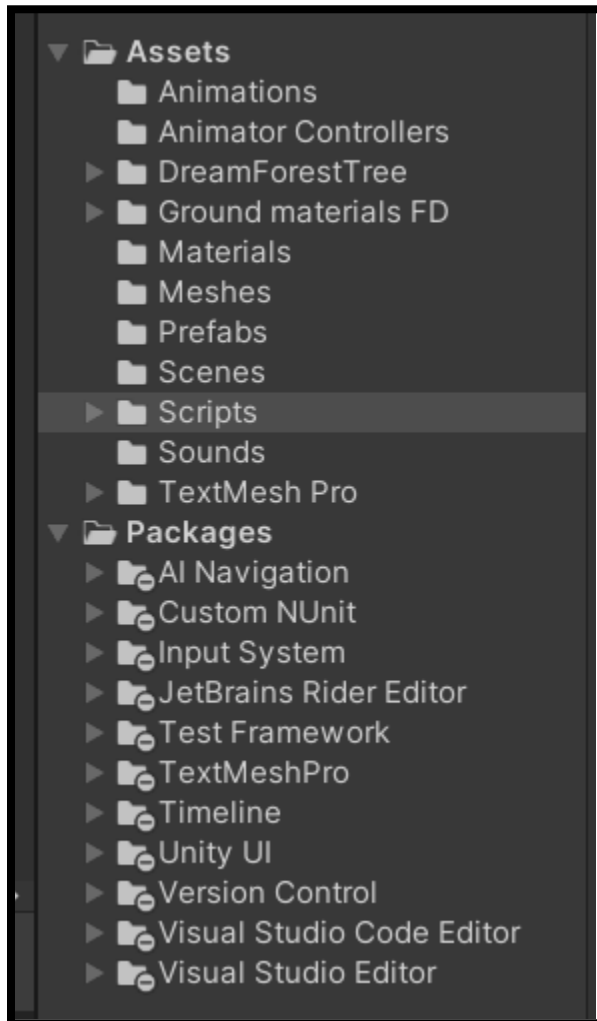 Assets
Animations
Animator Controllers
DreamForestTree
Ground materials FD
Materials
Meshes
Prefabs
Scenes
Scripts
Sounds
TextMesh Pro
Packages
AI Navigation
Custom NUnit
Input System
JetBrains Rider Editor
Test Framework
TextMeshPro
Timeline
Unity UI
Version Control
Visual Studio Code Editor
Visual Studio Editor